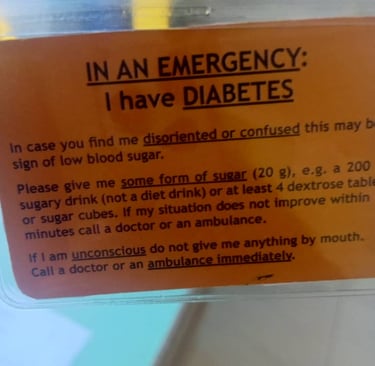 IN AN EMERGENCY:
I have DIABETES
In case you find me disoriented or confused this may be
sign of low blood sugar.
Please give me some form of sugar (20 g), e.g. a 200
sugary drink (not a diet drink) or at least 4 dextrose table
or sugar cubes. If my situation does not improve within
minutes call a doctor or an ambulance.
If I am unconscious do not give me anything by mouth.
Call a doctor or an ambulance immediately.